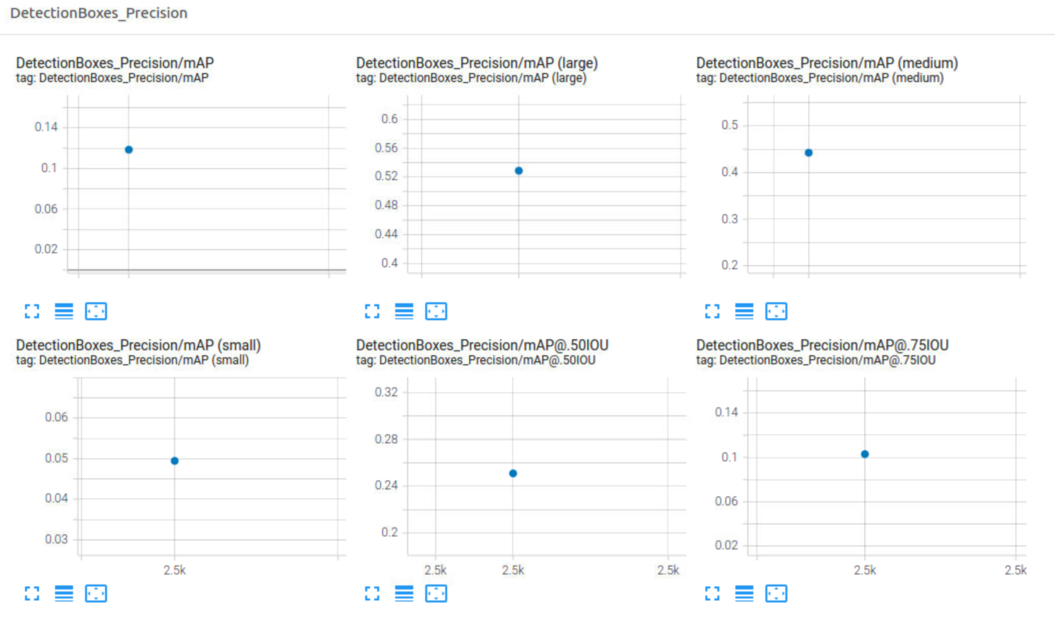 DetectionBoxes_Precision
DetectionBoxes_Precision/mAP
tag: DetectionBoxes_Precision/mAP
0.14
0.1
0.06
0.02
DetectionBoxes_Precision/mAP (large)
tag: DetectionBoxes_Precision/mAP (large)
0.6
0.56
0.52
0.48
0.44
0.4
DetectionBoxes_Precision/mAP (medium)
tag: DetectionBoxes_Precision/mAP (medium)
0.5
0.4
0.3
0.2
DetectionBoxes_Precision/mAP (small)
tag: DetectionBoxes_Precision/mAP (small)
0.06
0.05
0.04
0.03
2.5k
DetectionBoxes_Precision/mAP@.50IOU
tag: DetectionBoxes_Precision/mAP@.50IOU
0.32
0.28
0.24
0.2
2.5k 2.5k 2.5k
DetectionBoxes_Precision/mAP@.75IOU
tag: DetectionBoxes_Precision/mAP@.75IOU
0.14
0.1
0.06
0.02
2.5k 2.5k